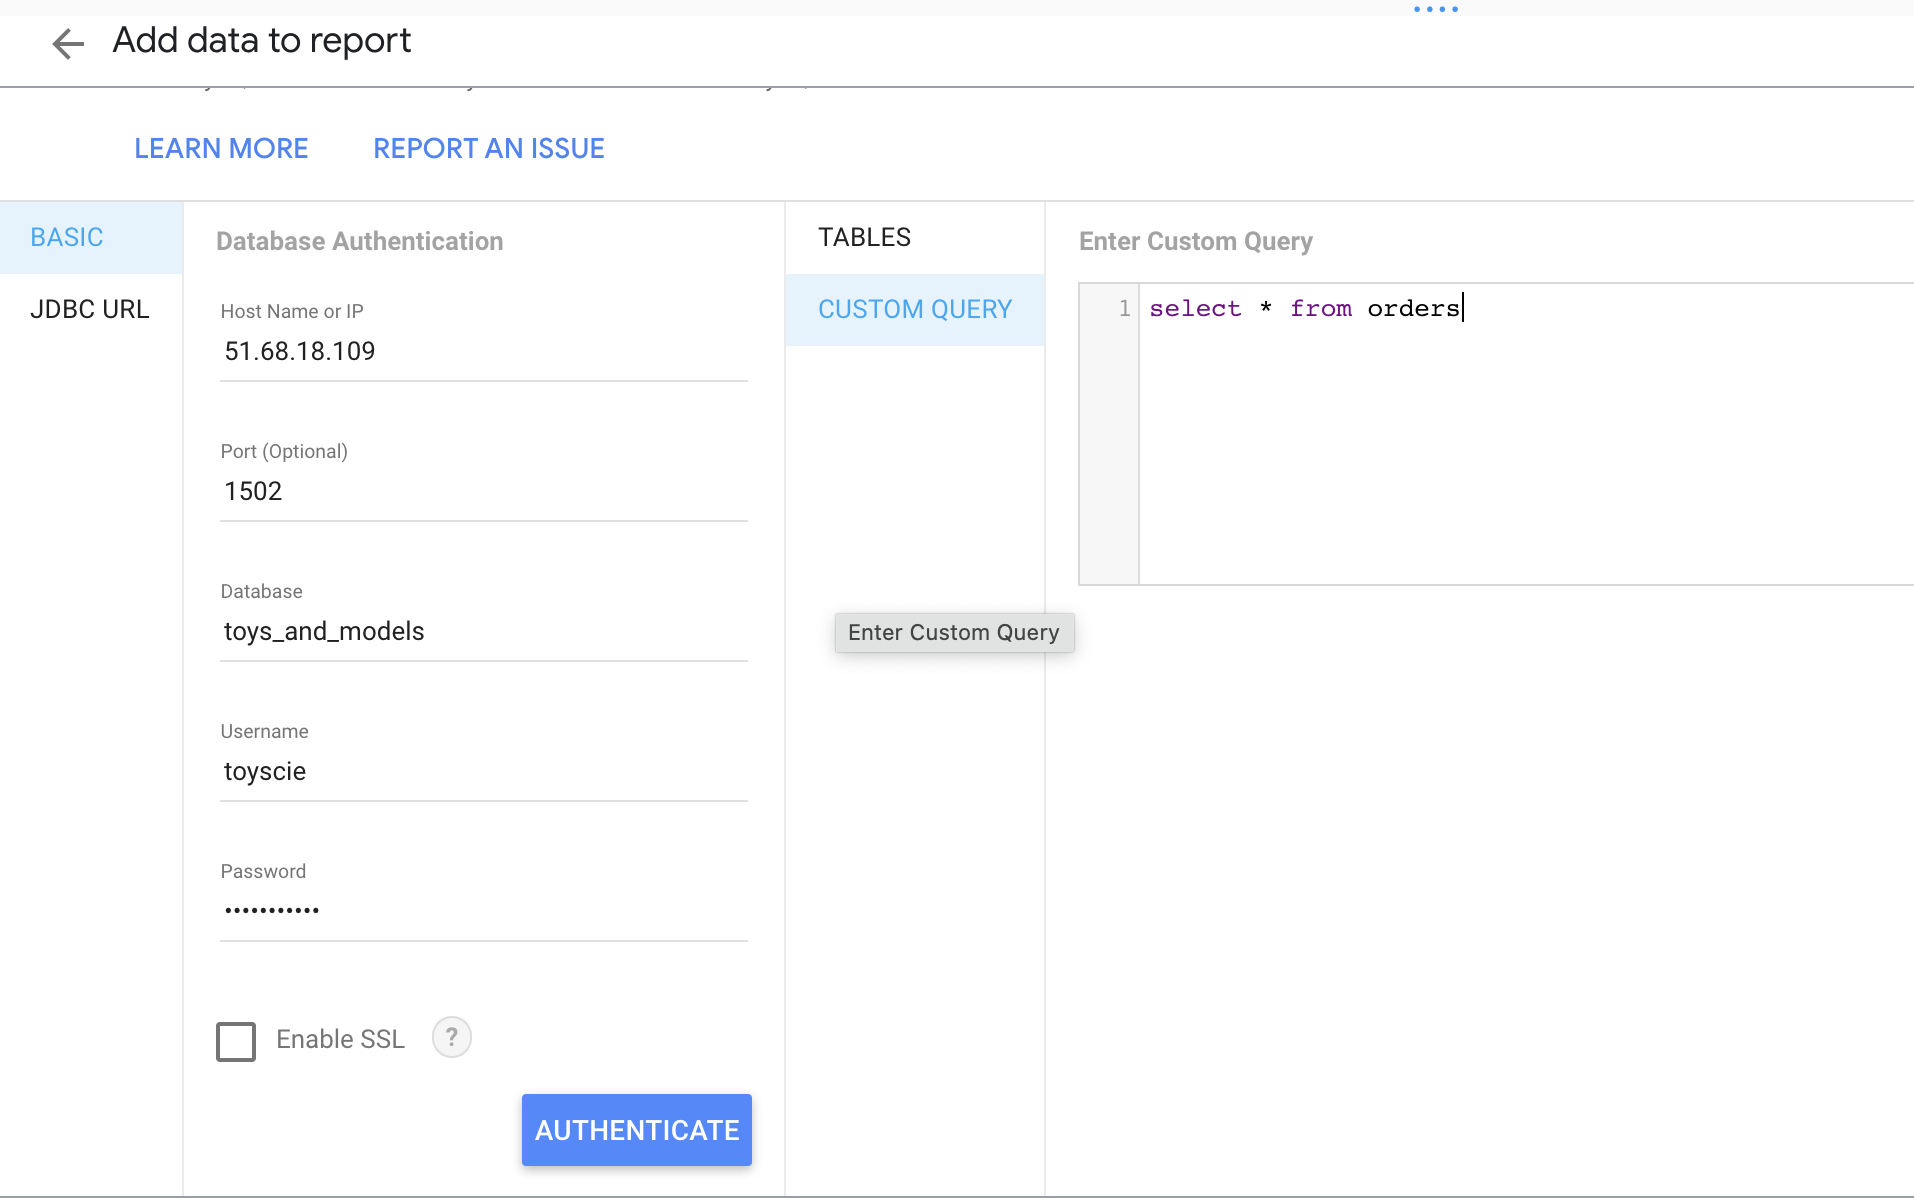 Add data to report
LEARN MORE
REPORT AN ISSUE
BASIC
JDBC URL
Database Authentication
Host Name or IP
51.68.18.109
Port (Optional)
1502
Database
toys_and_models
Username
toyscie
Password
•••••••••••
Enable SSL
?
AUTHENTICATE
TABLES
CUSTOM QUERY
Enter Custom Query
Enter Custom Query
1 select * from orders